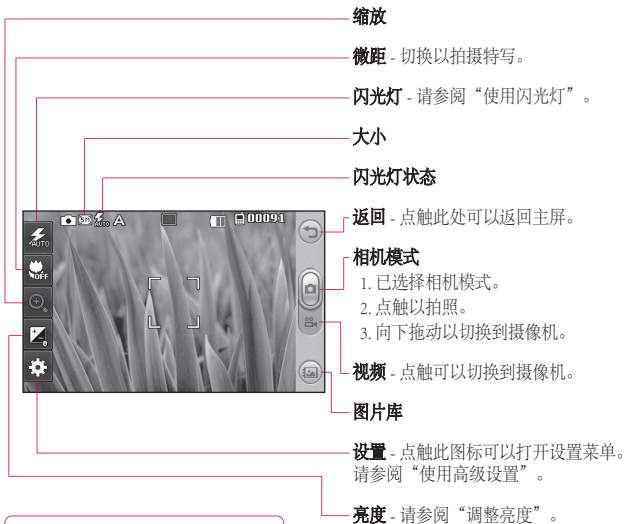 缩放
微距 - 切换以拍摄特写。
闪光灯 - 请参阅“使用闪光灯”。
大小
闪光灯状态
返回 - 点触此处可以返回主屏。
相机模式
1. 已选择相机模式。
2. 点触以拍照。
3. 向下拖动以切换到摄像机。
视频 - 点触可以切换到摄像机。
图片库
设置 - 点触此图标可以打开设置菜单。
请参阅“使用高级设置”。
亮度 - 请参阅“调整亮度”。
5M AUTO A 00091
AUTO
OFF
0